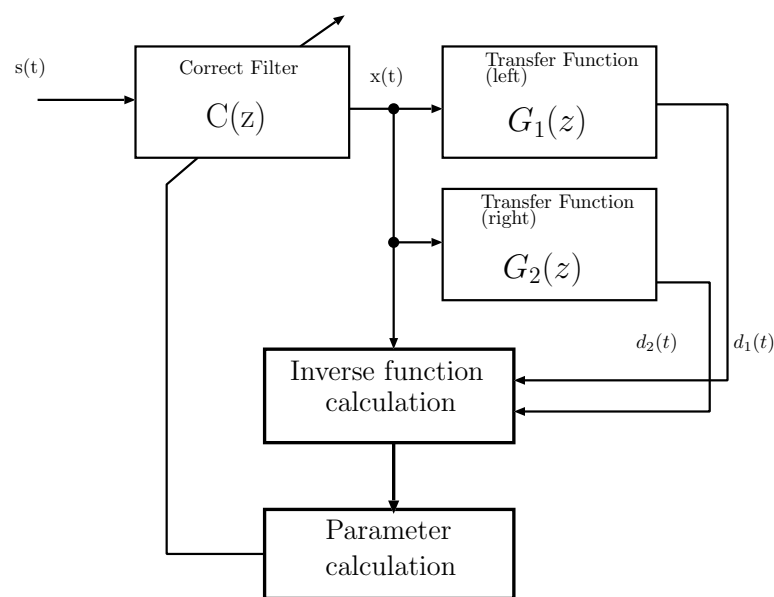 s(t)
Correct Filter
C(z)
x(t)
Transfer Function
(left)
G₁(z)
Transfer Function
(right)
G₂(z)
d₂(t)
d₁(t)
Inverse function
calculation
Parameter
calculation